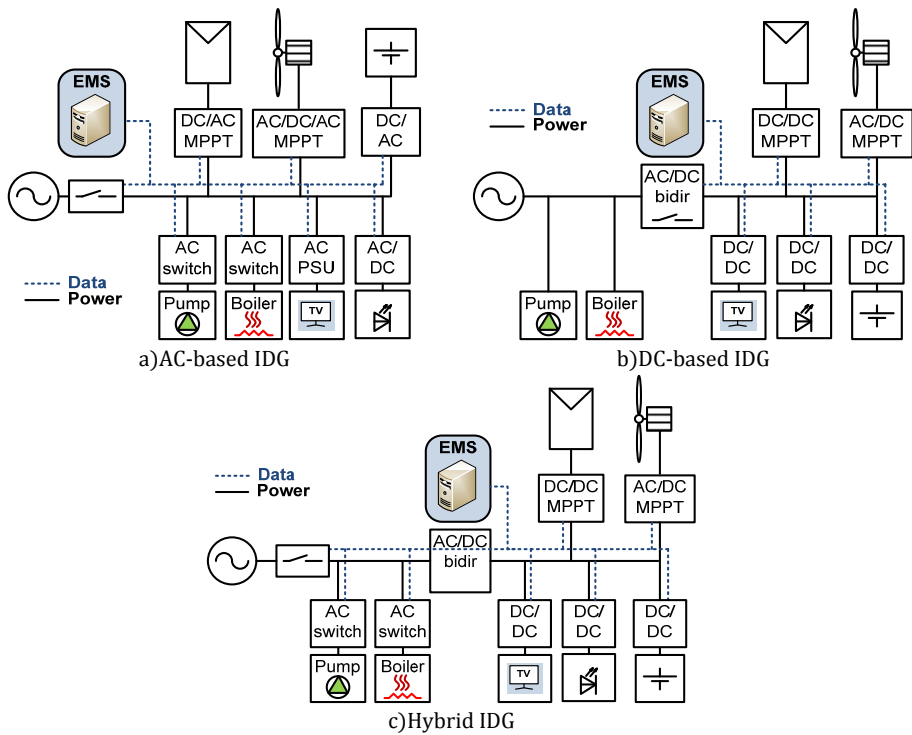 EMS
DC/AC
MPPT
AC/DC/AC
MPPT
DC/
AC
AC
switch
AC
switch
AC
PSU
AC/
DC
Data
Power
Pump
Boiler
TV
a)AC-based IDG
Data
Power
EMS
DC/DC
MPPT
AC/DC
MPPT
AC/DC
bidir
DC/
DC
DC/
DC
DC/
DC
Pump
Boiler
TV
b)DC-based IDG
Data
Power
EMS
DC/DC
MPPT
AC/DC
MPPT
AC/DC
bidir
AC
switch
AC
switch
DC/
DC
DC/
DC
DC/
DC
Pump
Boiler
TV
c)Hybrid IDG